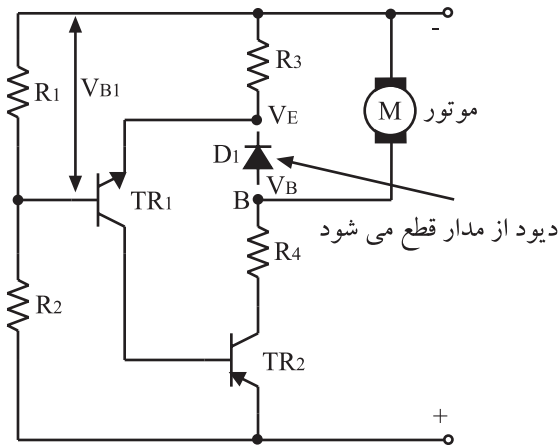 -
R1
VB1
R3
VE
M
موتور
D1
TR1
VB
B
دیود از مدار قطع می شود
R4
R2
TR2
+